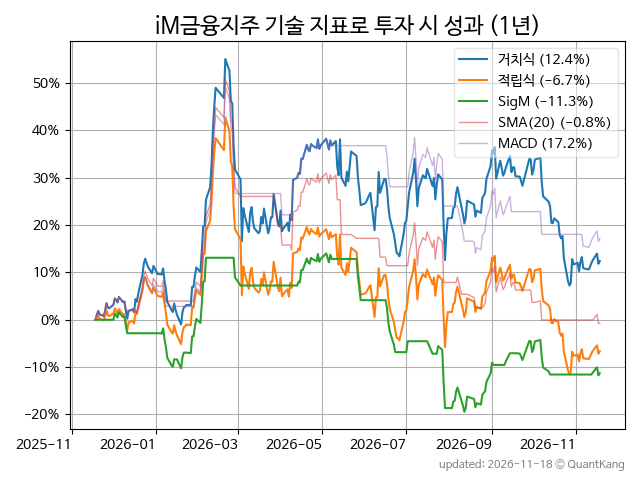 iM금융지주 기술 지표로 투자 시 성과 (1년)
거치식 (12.4%)
적립식 (−6.7%)
SigM (−11.3%)
SMA(20) (−0.8%)
MACD (17.2%)
50%
40%
30%
20%
10%
0%
−10%
−20%
2025-11
2026-01
2026-03
2026-05
2026-07
2026-09
2026-11
updated: 2026-11-18 © QuantKang